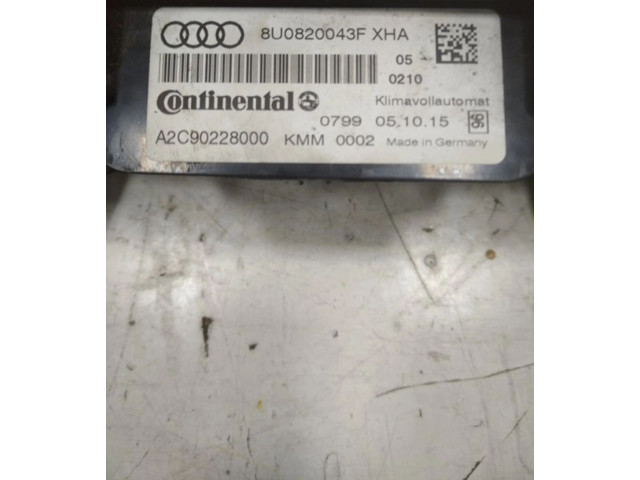 8U0820043F XHA
05
0210
Continental
Klimavollautomat
0799 05.10.15
A2C90228000 KMM 0002 Made in Germany